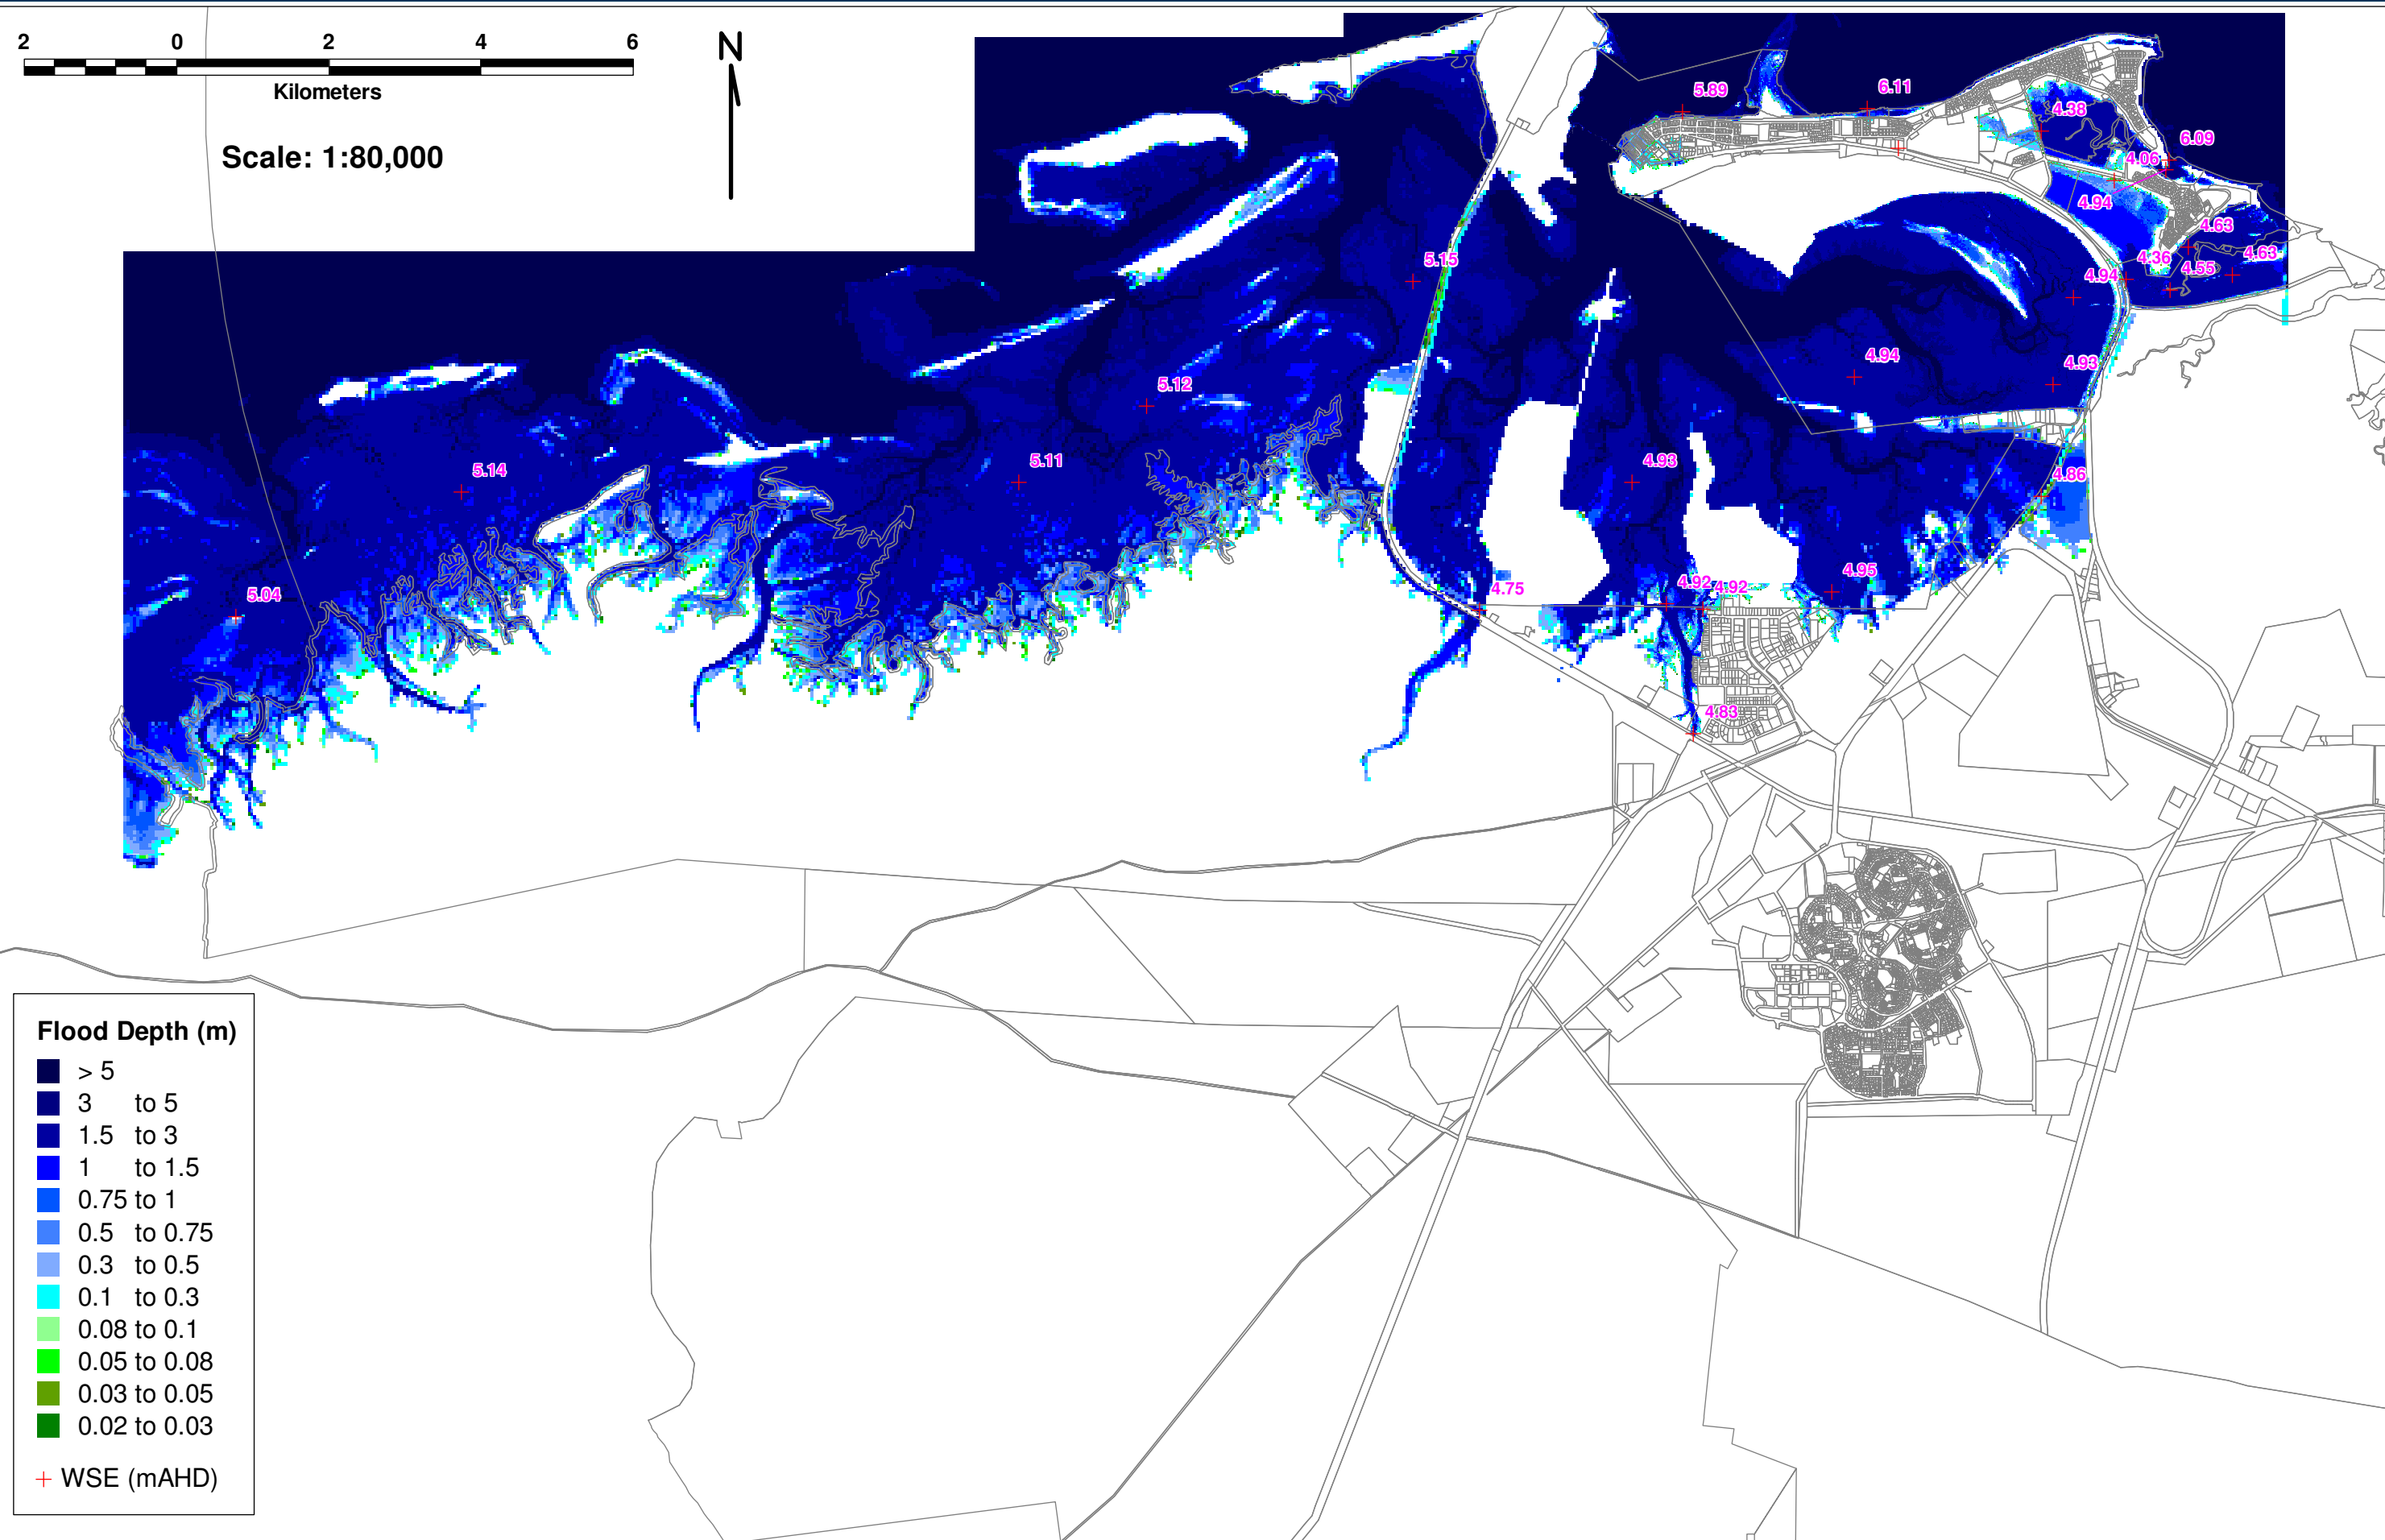 2 0 2 4 6
Kilometers
Scale: 1:80,000
N
5.89
6.11
4.38
6.09
4.06
4.94
4.63
5.15
4.36
4.63
4.94
4.55
4.94
4.93
5.12
5.14
5.11
4.93
4.86
5.04
4.75
4.92
4.92
4.95
4.83
Flood Depth (m)
> 5
3 to 5
1.5 to 3
1 to 1.5
0.75 to 1
0.5 to 0.75
0.3 to 0.5
0.1 to 0.3
0.08 to 0.1
0.05 to 0.08
0.03 to 0.05
0.02 to 0.03
+ WSE (mAHD)